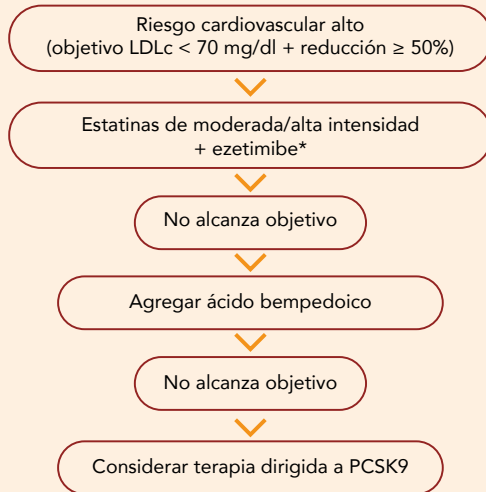 Riesgo cardiovascular alto
(objetivo LDLc < 70 mg/dl + reducción ≥ 50%)
Estatinas de moderada/alta intensidad
+ ezetimibe*
No alcanza objetivo
Agregar ácido bempedoico
No alcanza objetivo
Considerar terapia dirigida a PCSK9